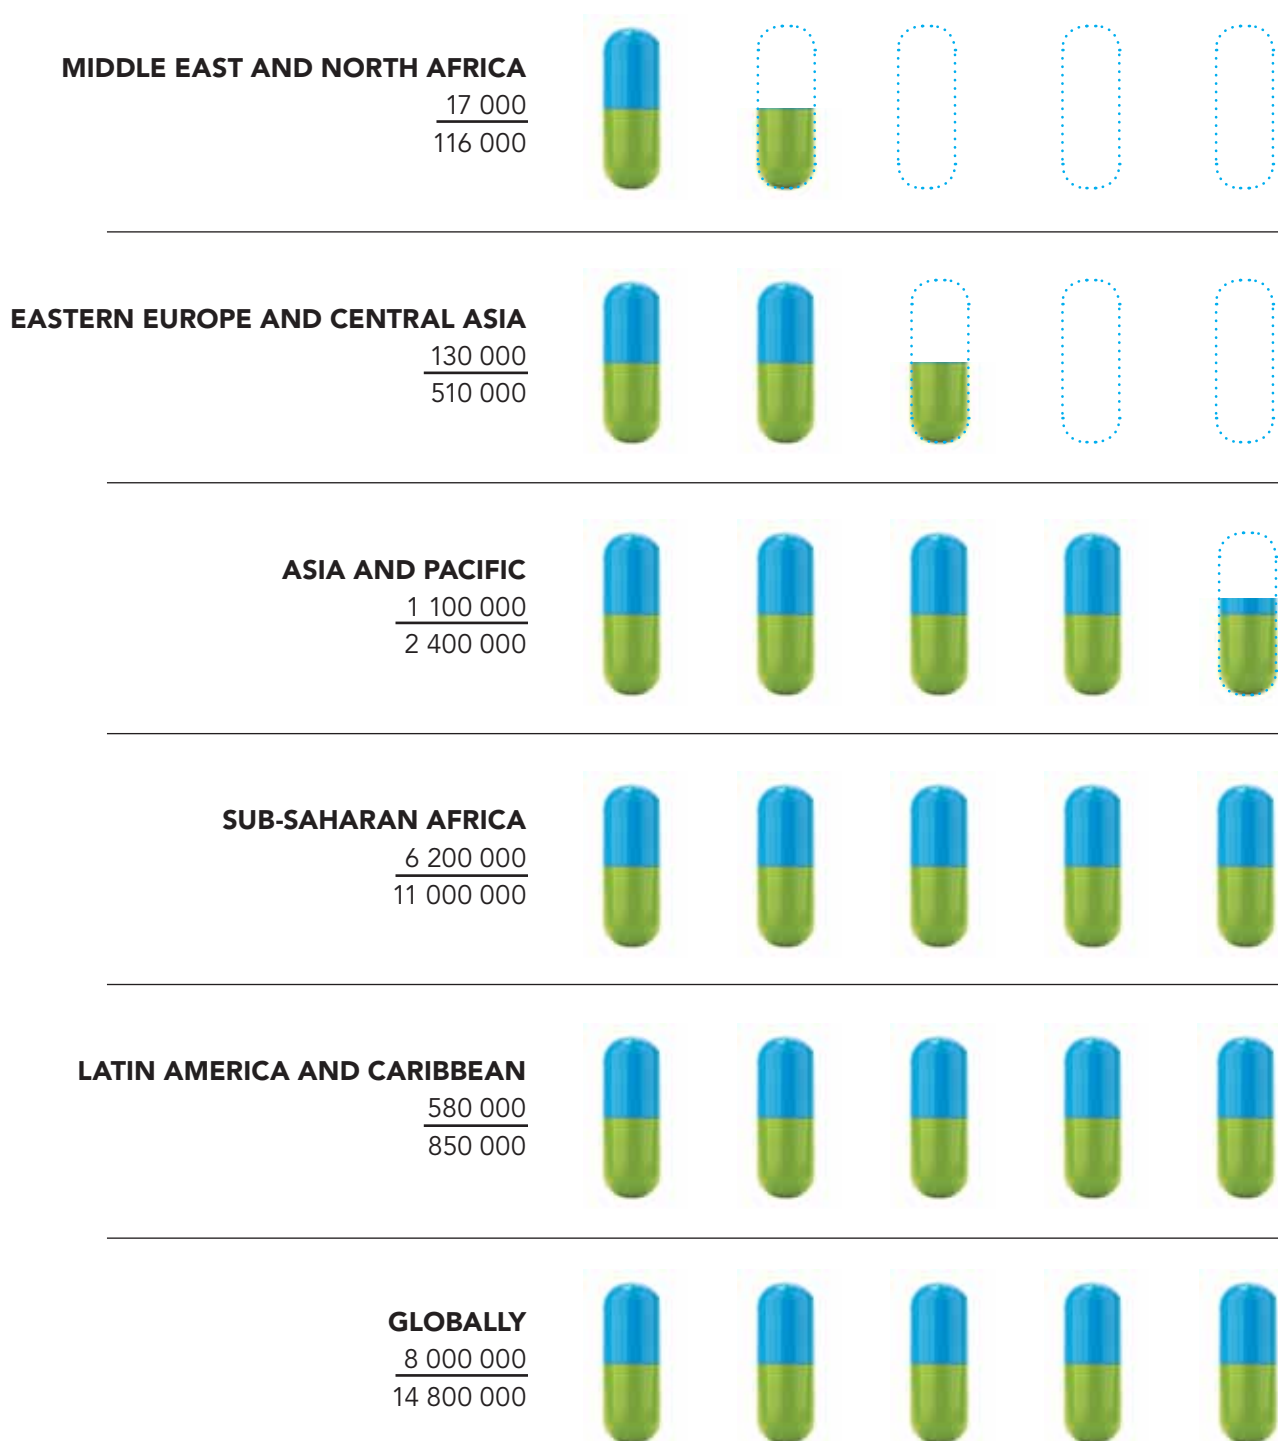 MIDDLE EAST AND NORTH AFRICA
17 000
116 000
EASTERN EUROPE AND CENTRAL ASIA
130 000
510 000
ASIA AND PACIFIC
1 100 000
2 400 000
SUB-SAHARAN AFRICA
6 200 000
11 000 000
LATIN AMERICA AND CARIBBEAN
580 000
850 000
GLOBALLY
8 000 000
14 800 000